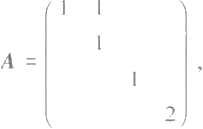 A = ( 1 1
1
1
2 ) ,